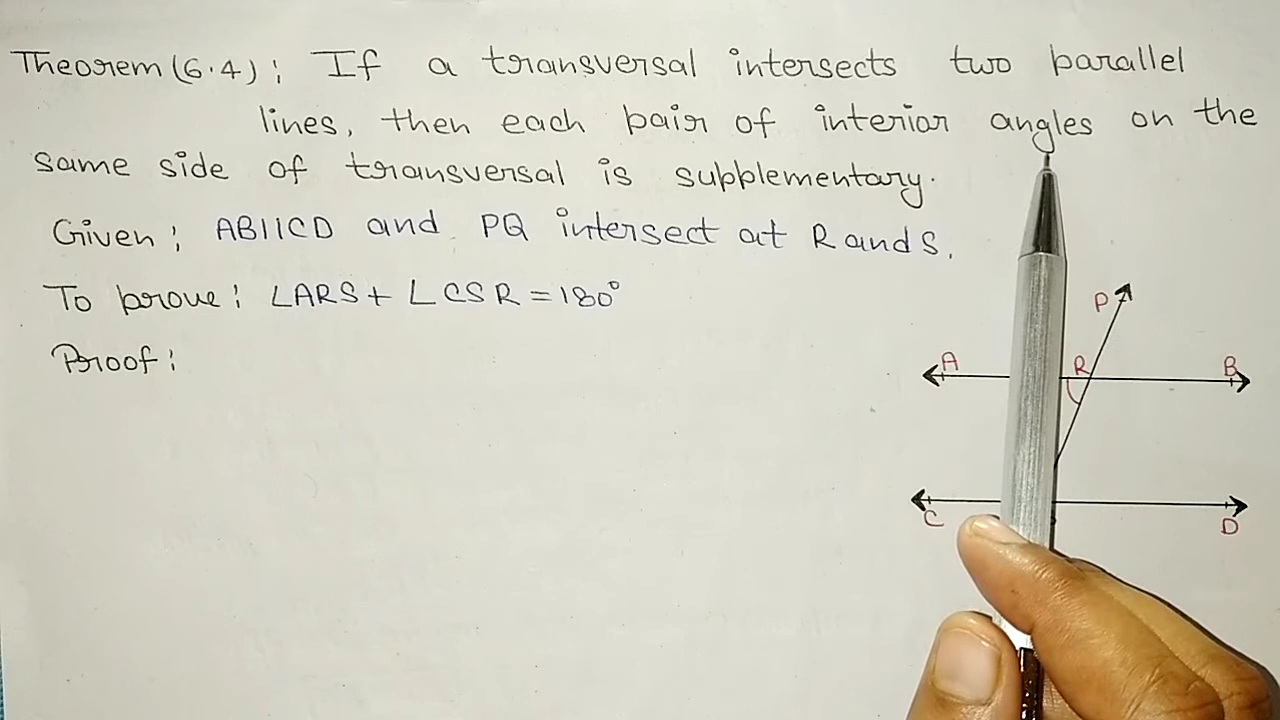 Theorem (6.4): If a transversal intersects two parallel
lines, then each pair of interior angles on the
same side of transversal is supplementary.
Given: AB||CD and PQ intersect at R and S.
To prove: ∠ARS + ∠CSR = 180°
Proof:
P
A R B
C D